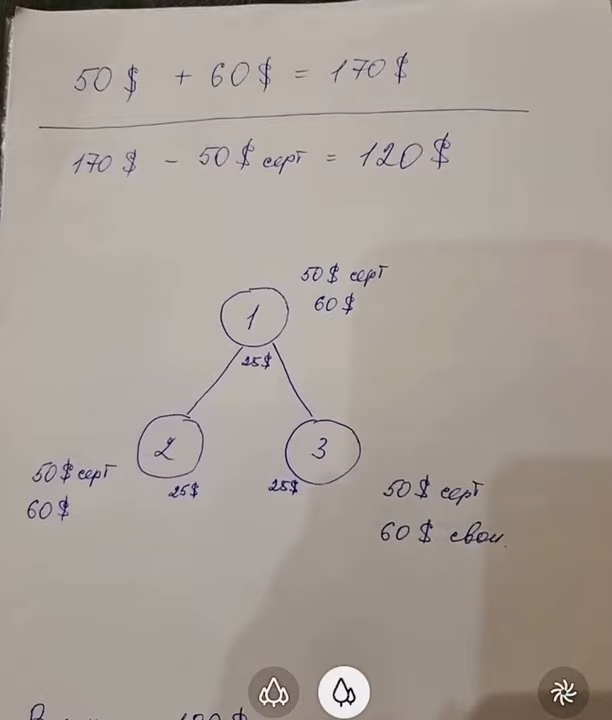 50$ + 60$ = 170$
170$ - 50$ серт = 120$
50$ серт
60$
1
25$
2
3
50$ серт
60$
25$
25$
50$ серт
60$ свои.